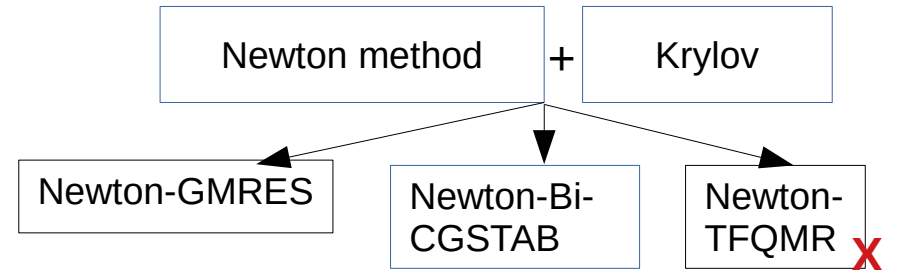 Newton method + Krylov
Newton-GMRES
Newton-Bi-
CGSTAB
Newton-
TFQMR X